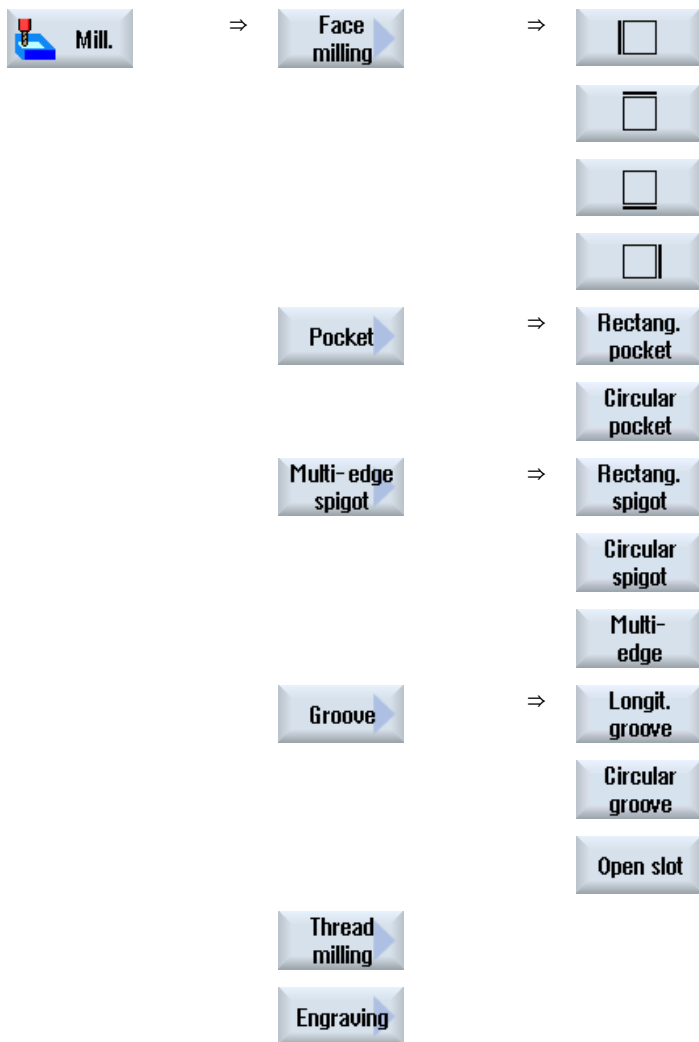 Mill. ⇒ Face ⇒
milling
Pocket ⇒ Rectang.
pocket
Circular
pocket
Multi-edge ⇒ Rectang.
spigot spigot
Circular
spigot
Multi-
edge
Groove ⇒ Longit.
groove
Circular
groove
Open slot
Thread
milling
Engraving